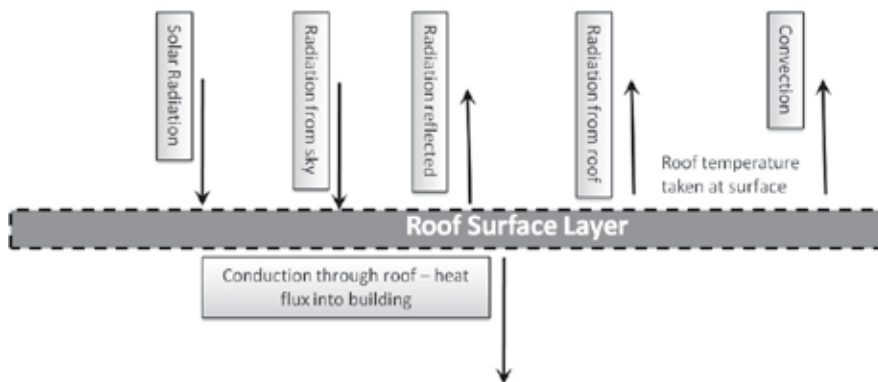 Solar Radiation
Radiation from sky
Radiation reflected
Radiation from roof
Convection
Roof temperature
taken at surface
Roof Surface Layer
Conduction through roof – heat
flux into building